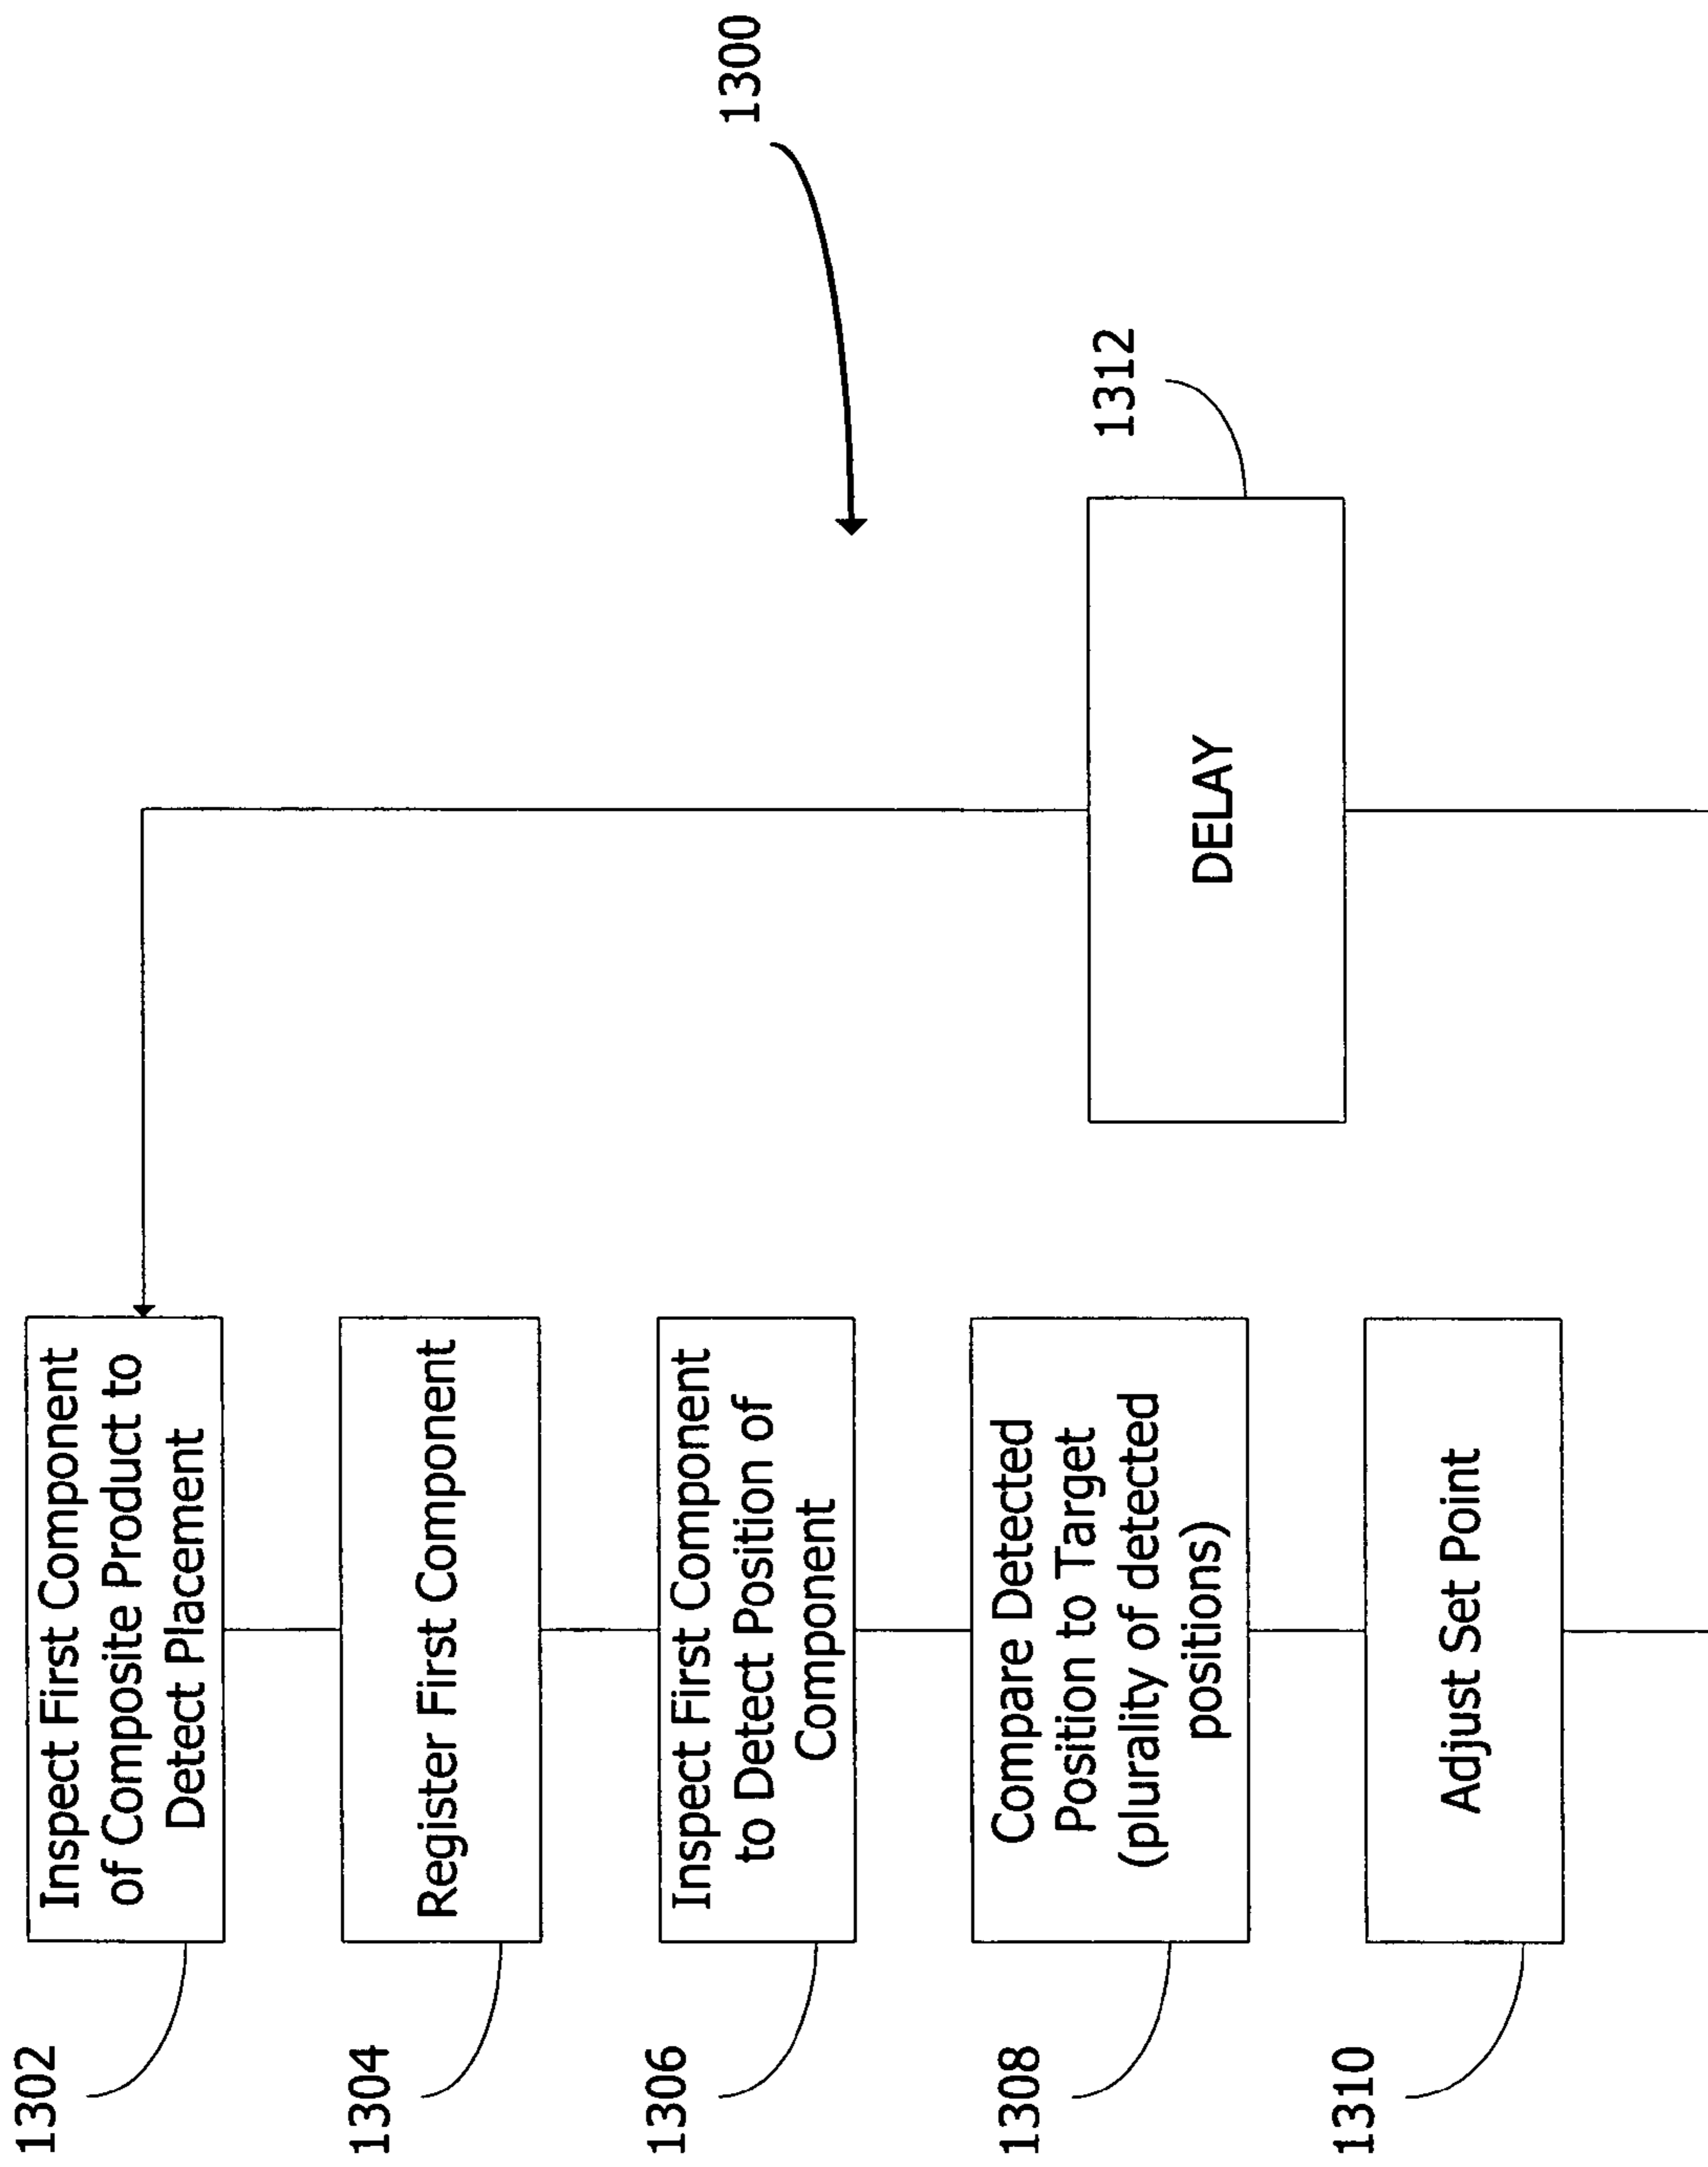 1300
1302
Inspect First Component
of Composite Product to
Detect Placement
1304
Register First Component
1306
Inspect First Component
to Detect Position of
Component
1308
Compare Detected
Position to Target
(plurality of detected
positions)
1310
Adjust Set Point
1312
DELAY